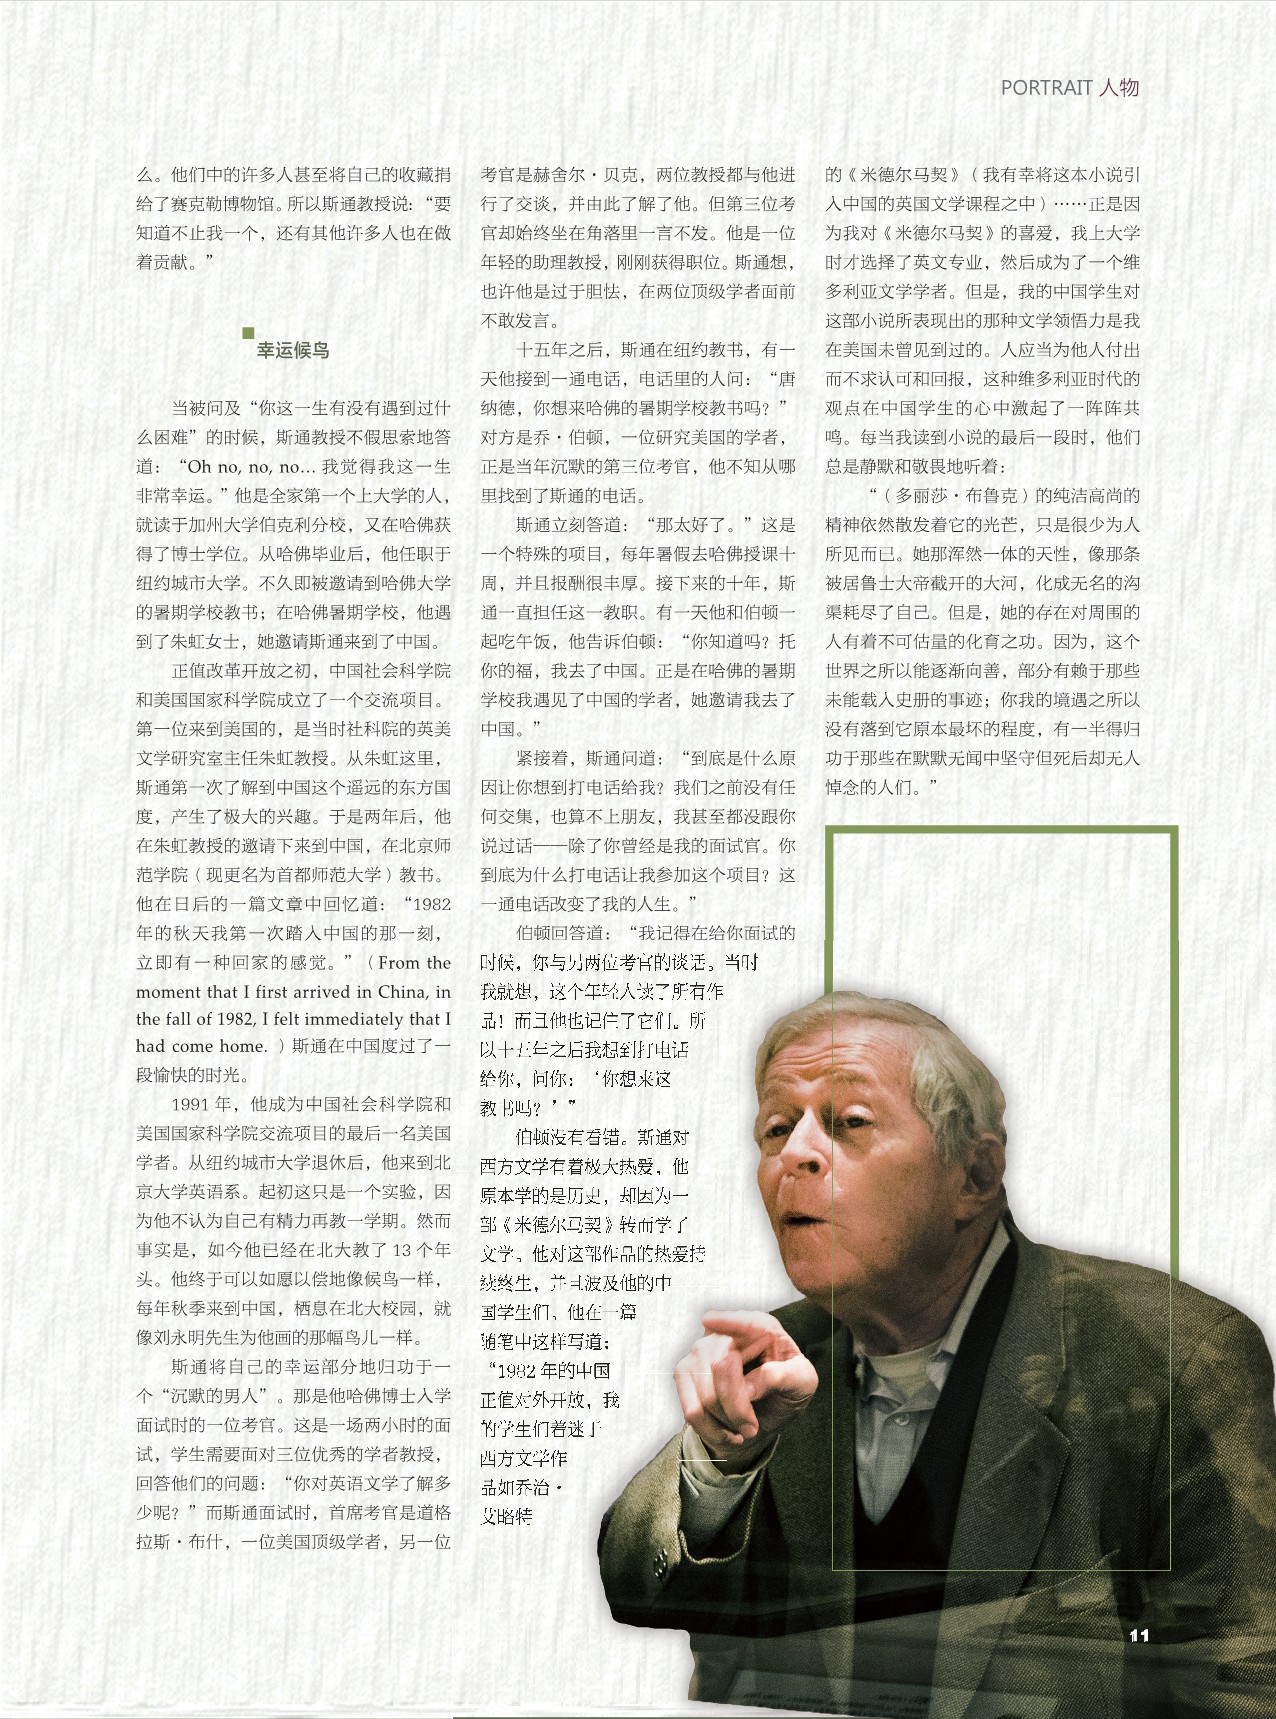 PORTRAIT 人物
么。他们中的许多人甚至将自己的收藏捐
给了赛克勒博物馆。所以斯通教授说：“要
知道不止我一个，还有其他许多人也在做
着贡献。”
幸运候鸟
当被问及“你这一生有没有遇到过什
么困难”的时候，斯通教授不假思索地答
道：“Oh no, no, no... 我觉得我这一生
非常幸运。”他是全家第一个上大学的人，
就读于加州大学伯克利分校，又在哈佛获
得了博士学位。从哈佛毕业后，他任职于
纽约城市大学。不久即被邀请到哈佛大学
的暑期学校教书；在哈佛暑期学校，他遇
到了朱虹女士，她邀请斯通来到了中国。
正值改革开放之初，中国社会科学院
和美国国家科学院成立了一个交流项目。
第一位来到美国的，是当时社科院的英美
文学研究室主任朱虹教授。从朱虹这里，
斯通第一次了解到中国这个遥远的东方国
度，产生了极大的兴趣。于是两年后，他
在朱虹教授的邀请下来到中国，在北京师
范学院（现更名为首都师范大学）教书。
他在日后的一篇文章中回忆道：“1982
年的秋天我第一次踏入中国的那一刻，
立即有一种回家的感觉。”（From the
moment that I first arrived in China, in
the fall of 1982, I felt immediately that I
had come home. ）斯通在中国度过了一
段愉快的时光。
1991 年，他成为中国社会科学院和
美国国家科学院交流项目的最后一名美国
学者。从纽约城市大学退休后，他来到北
京大学英语系。起初这只是一个实验，因
为他不认为自己有精力再教一学期。然而
事实是，如今他已经在北大教了 13 个年
头。他终于可以如愿以偿地像候鸟一样，
每年秋季来到中国，栖息在北大校园，就
像刘永明先生为他画的那幅鸟儿一样。
斯通将自己的幸运部分地归功于一
个“沉默的男人”。那是他哈佛博士入学
面试时的一位考官。这是一场两小时的面
试，学生需要面对三位优秀的学者教授，
回答他们的问题：“你对英语文学了解多
少呢？”而斯通面试时，首席考官是道格
拉斯·布什，一位美国顶级学者，另一位
考官是赫舍尔·贝克，两位教授都与他进
行了交谈，并由此了解了他。但第三位考
官却始终坐在角落里一言不发。他是一位
年轻的助理教授，刚刚获得职位。斯通想，
也许他是过于胆怯，在两位顶级学者面前
不敢发言。
十五年之后，斯通在纽约教书，有一
天他接到一通电话，电话里的人问：“唐
纳德，你想来哈佛的暑期学校教书吗？”
对方是乔·伯顿，一位研究美国的学者，
正是当年沉默的第三位考官，他不知从哪
里找到了斯通的电话。
斯通立刻答道：“那太好了。”这是
一个特殊的项目，每年暑假去哈佛授课十
周，并且报酬很丰厚。接下来的十年，斯
通一直担任这一教职。有一天他和伯顿一
起吃午饭，他告诉伯顿：“你知道吗？托
你的福，我去了中国。正是在哈佛的暑期
学校我遇见了中国的学者，她邀请我去了
中国。”
紧接着，斯通问道：“到底是什么原
因让你想到打电话给我？我们之前没有任
何交集，也算不上朋友，我甚至都没跟你
说过话——除了你曾经是我的面试官。你
到底为什么打电话让我参加这个项目？这
一通电话改变了我的人生。”
伯顿回答道：“我记得在给你面试的
时候，你与另两位考官的谈话。当时
我就想，这个年轻人读了所有作
品！而且他也记住了它们。所
以十五年之后我想到打电话
给你，问你：‘你想来这
教书吗？’”
伯顿没有看错。斯通对
西方文学有着极大热爱，他
原本学的是历史，却因为一
部《米德尔马契》转而学了
文学。他对这部作品的热爱持
续终生，并且波及他的中
国学生们，他在一篇
随笔中这样写道：
“1982 年的中国
正值对外开放，我
的学生们着迷于
西方文学作
品如乔治·
艾略特
的《米德尔马契》（我有幸将这本小说引
入中国的英国文学课程之中）……正是因
为我对《米德尔马契》的喜爱，我上大学
时才选择了英文专业，然后成为了一个维
多利亚文学学者。但是，我的中国学生对
这部小说所表现出的那种文学领悟力是我
在美国未曾见到过的。人应当为他人付出
而不求认可和回报，这种维多利亚时代的
观点在中国学生的心中激起了一阵阵共
鸣。每当我读到小说的最后一段时，他们
总是静默和敬畏地听着：
“（多丽莎·布鲁克）的纯洁高尚的
精神依然散发着它的光芒，只是很少为人
所见而已。她那浑然一体的天性，像那条
被居鲁士大帝截开的大河，化成无名的沟
渠耗尽了自己。但是，她的存在对周围的
人有着不可估量的化育之功。因为，这个
世界之所以能逐渐向善，部分有赖于那些
未能载入史册的事迹；你我的境遇之所以
没有落到它原本最坏的程度，有一半得归
功于那些在默默无闻中坚守但死后却无人
悼念的人们。”
11